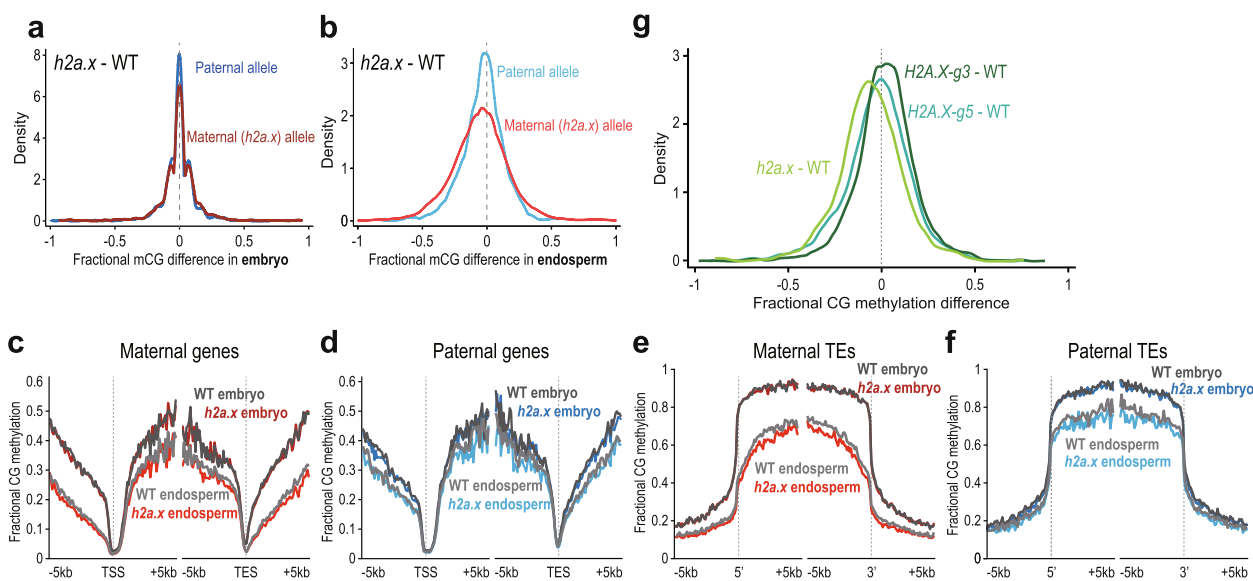 a
h2a.x - WT
Paternal allele
Maternal (h2a.x) allele
Density
8
6
4
2
0
-1
-0.5
0
0.5
1
Fractional mCG difference in embryo
b
h2a.x - WT
Paternal allele
Maternal (h2a.x) allele
Density
3
2
1
0
-1
-0.5
0
0.5
1
Fractional mCG difference in endosperm
g
H2A.X-g3 - WT
H2A.X-g5 - WT
h2a.x - WT
Density
3
2
1
0
-1
-0.5
0
0.5
1
Fractional CG methylation difference
c
Maternal genes
WT embryo
h2a.x embryo
WT endosperm
h2a.x endosperm
Fractional CG methylation
0.6
0.5
0.4
0.3
0.2
0.1
0
-5kb
TSS
+5kb
-5kb
TES
+5kb
d
Paternal genes
WT embryo
h2a.x embryo
WT endosperm
h2a.x endosperm
Fractional CG methylation
0.6
0.5
0.4
0.3
0.2
0.1
0
-5kb
TSS
+5kb
-5kb
TES
+5kb
e
Maternal TEs
WT embryo
h2a.x embryo
WT endosperm
h2a.x endosperm
Fractional CG methylation
1
0.8
0.6
0.4
0.2
0
-5kb
5'
+5kb
-5kb
3'
+5kb
f
Paternal TEs
WT embryo
h2a.x embryo
WT endosperm
h2a.x endosperm
Fractional CG methylation
1
0.8
0.6
0.4
0.2
0
-5kb
5'
+5kb
-5kb
3'
+5kb